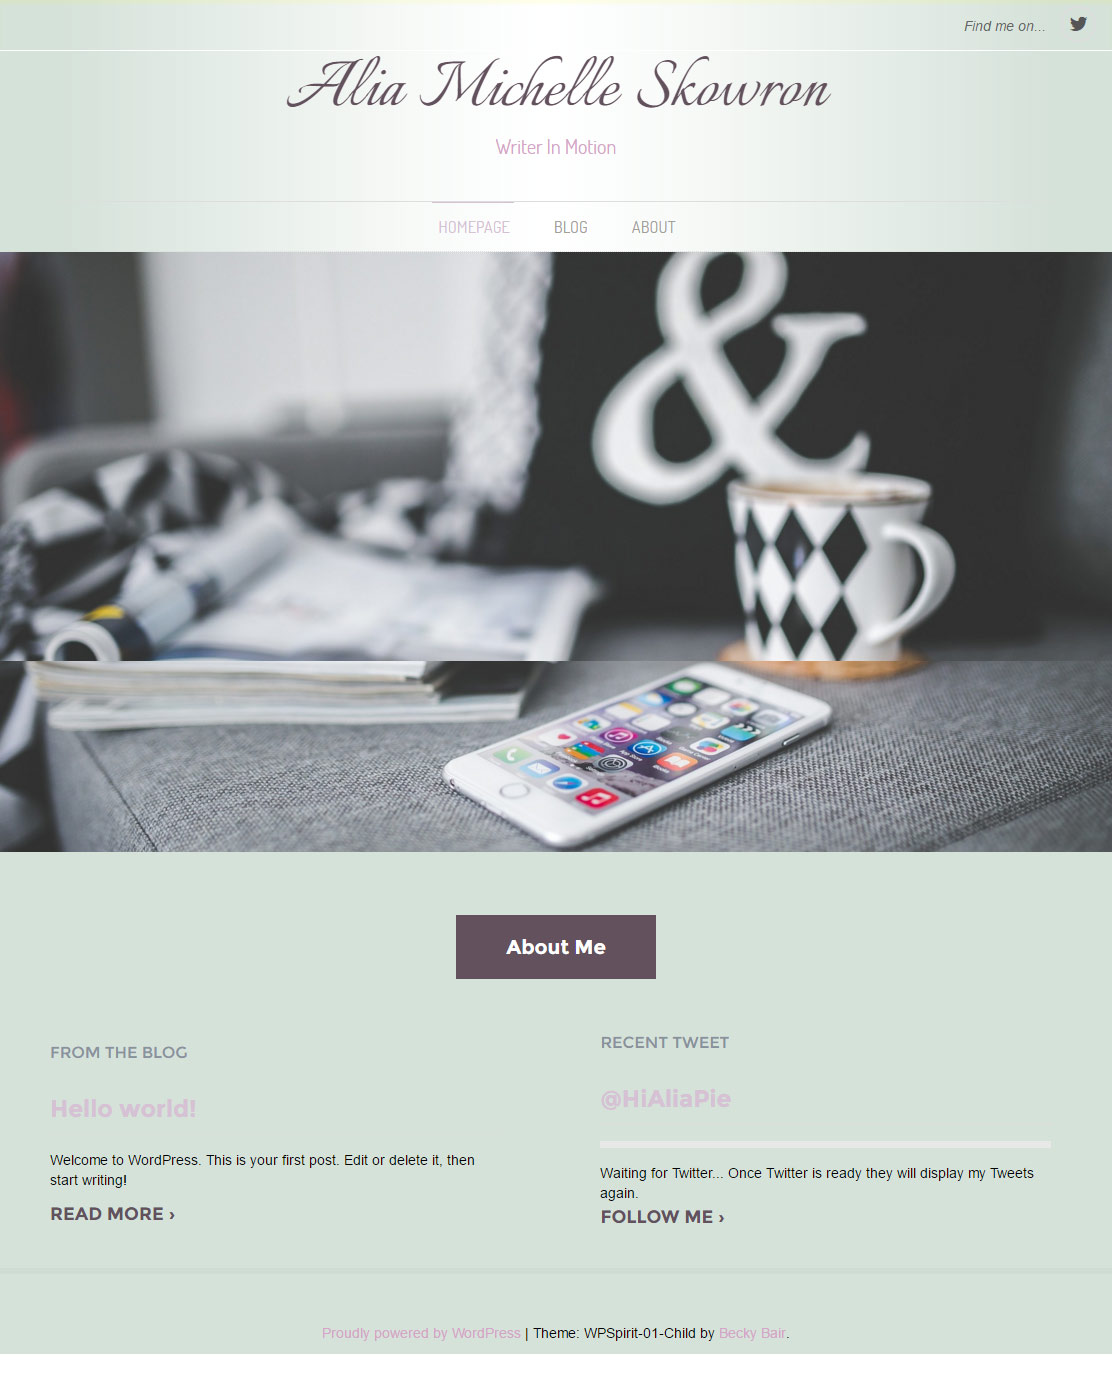 Find me on...
Alia Michelle Skowron
Writer In Motion
HOMEPAGE BLOG ABOUT
&
About Me
FROM THE BLOG
Hello world!
Welcome to WordPress. This is your first post. Edit or delete it, then
start writing!
READ MORE ›
RECENT TWEET
@HiAliaPie
Waiting for Twitter... Once Twitter is ready they will display my Tweets
again.
FOLLOW ME ›
Proudly powered by WordPress | Theme: WPSpirit-01-Child by Becky Bair.